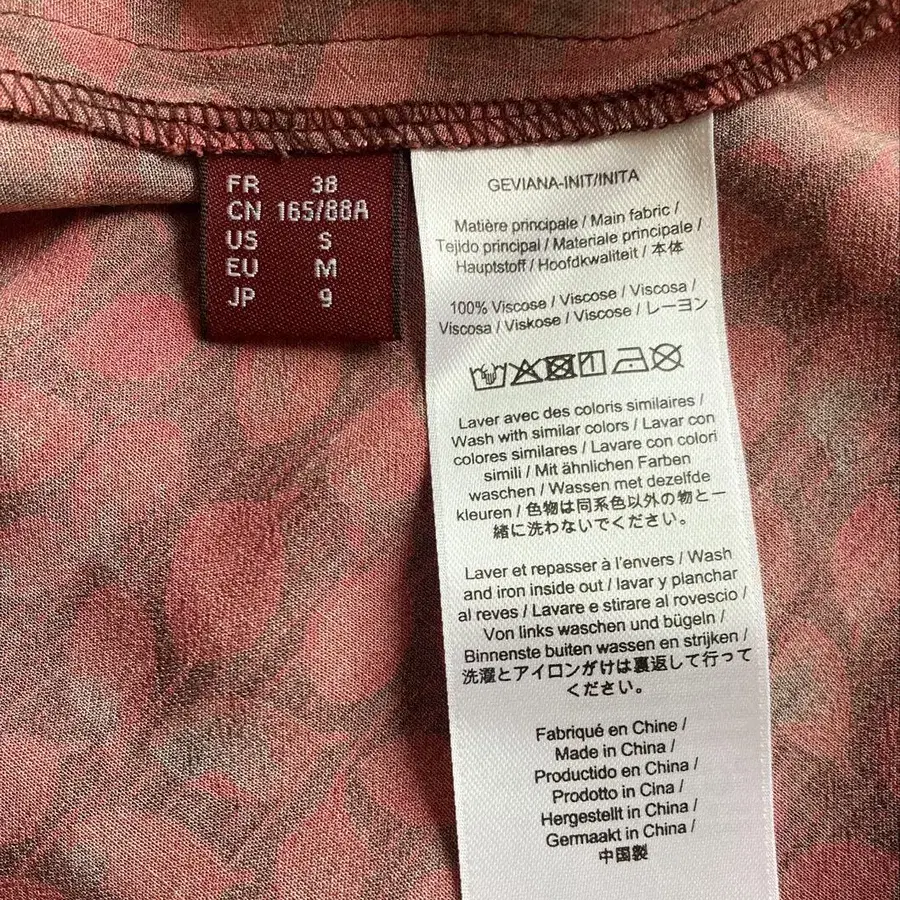 FR 38
CN 165/88A
US S
EU M
JP 9
GEVIANA-INIT/INITA
Matière principale / Main fabric /
Tejido principal / Materiale principale /
Hauptstoff / Hoofdkwaliteit / 本体
100% Viscose / Viscose / Viscosa /
Viscosa / Viskose / Viscose / レーヨン
Laver avec des coloris similaires /
Wash with similar colors / Lavar con
colores similares / Lavare con colori
simili / Mit ähnlichen Farben
waschen / Wassen met dezelfde
kleuren / 色物は同系色以外の物と一
緒に洗わないでください。
Laver et repasser à l'envers / Wash
and iron inside out / lavar y planchar
al reves / Lavare e stirare al rovescio /
Von links waschen und bügeln /
Binnenste buiten wassen en strijken /
洗濯とアイロンがけは裏返して行って
ください。
Fabriqué en Chine /
Made in China /
Productido en China /
Prodotto in Cina /
Hergestellt in China /
Germaakt in China /
中国製